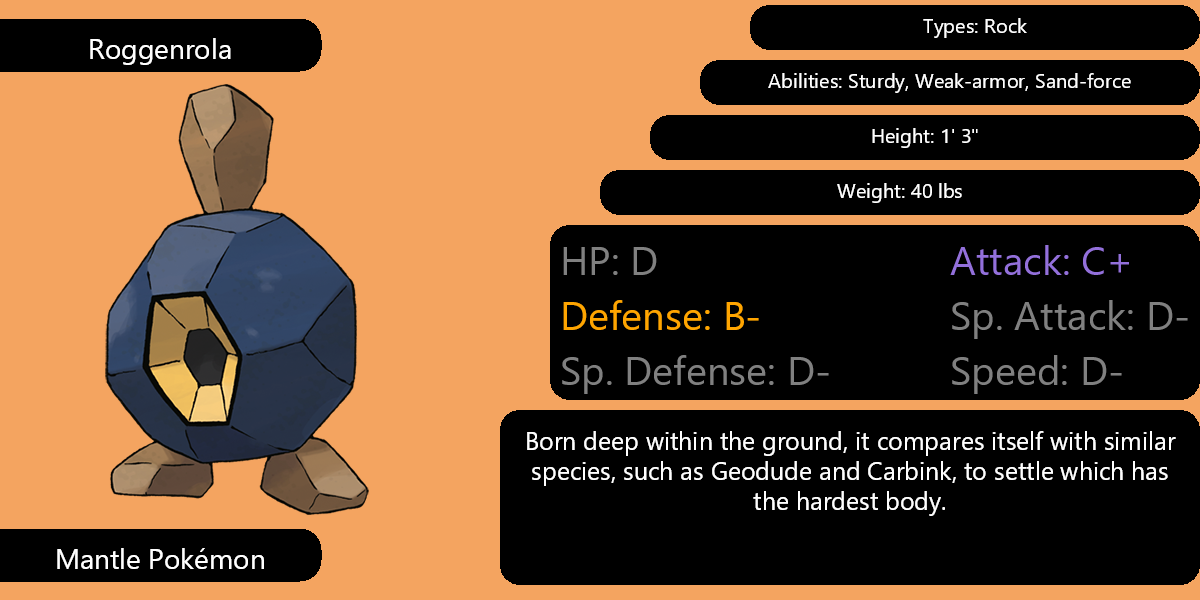 Roggenrola
Types: Rock
Abilities: Sturdy, Weak-armor, Sand-force
Height: 1' 3"
Weight: 40 lbs
HP: D
Attack: C+
Defense: B-
Sp. Attack: D-
Sp. Defense: D-
Speed: D-
Born deep within the ground, it compares itself with similar
species, such as Geodude and Carbink, to settle which has
the hardest body.
Mantle Pokémon